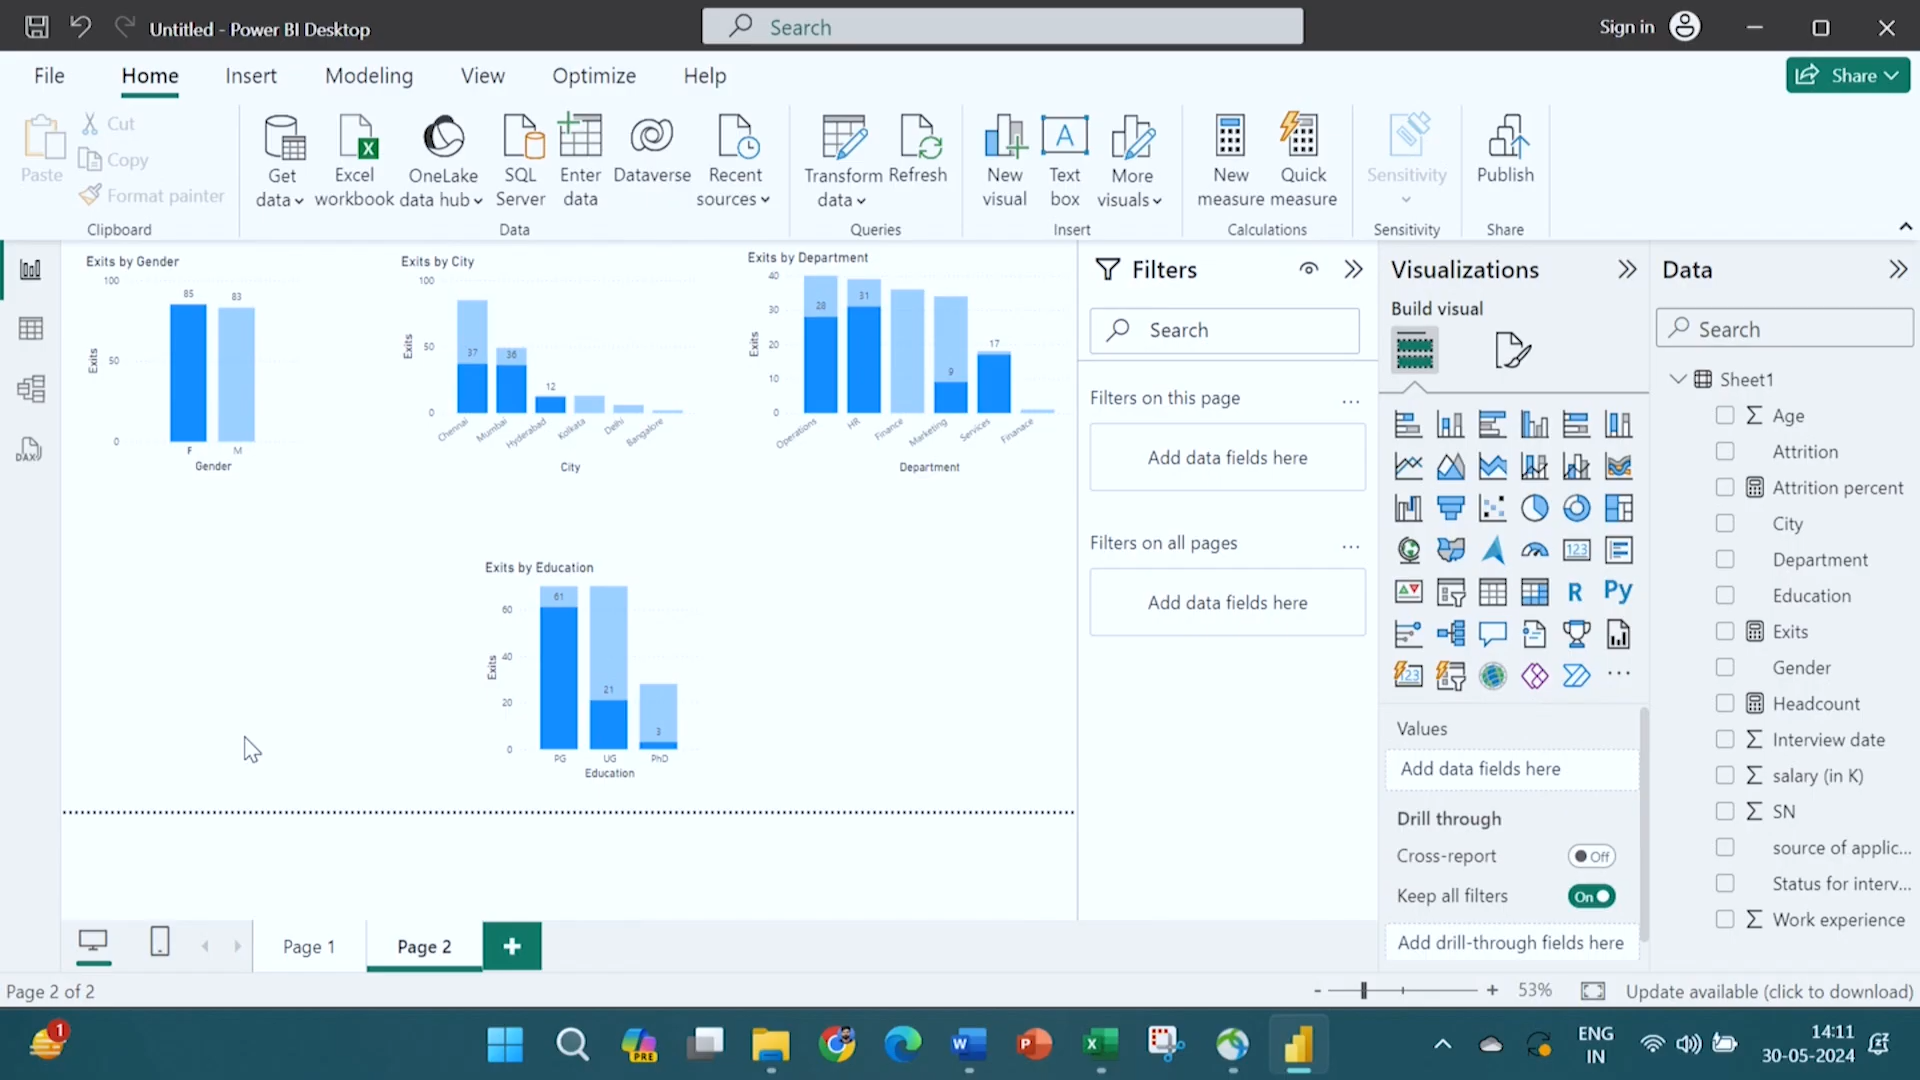 Untitled - Power BI Desktop
Search
Sign in
File
Home
Insert
Modeling
View
Optimize
Help
Share
Paste
Cut
Copy
Format painter
Clipboard
Get data
Excel workbook
OneLake data hub
SQL Server
Enter data
Dataverse
Recent sources
Data
Transform data
Refresh
Queries
New visual
Text box
More visuals
Insert
New measure
Quick measure
Calculations
Sensitivity
Sensitivity
Publish
Share
Exits by Gender
100
50
0
Exits
85
83
F
M
Gender
Exits by City
100
50
0
Exits
37
36
12
Chennai
Mumbai
Hyderabad
Kolkata
Delhi
Bangalore
City
Exits by Department
40
30
20
10
0
Exits
28
31
9
17
Operations
HR
Finance
Marketing
Services
Finanace
Department
Exits by Education
60
40
20
0
Exits
61
21
3
PG
UG
PhD
Education
Filters
Search
Filters on this page
...
Add data fields here
Filters on all pages
...
Add data fields here
Visualizations
Build visual
123
R
Py
123
...
Values
Add data fields here
Drill through
Cross-report
Off
Keep all filters
On
Add drill-through fields here
Data
Search
Sheet1
Age
Attrition
Attrition percent
City
Department
Education
Exits
Gender
Headcount
Interview date
salary (in K)
SN
source of applic...
Status for interv...
Work experience
DAX
Page 1
Page 2
+
Page 2 of 2
- + 53%
Update available (click to download)
1
PRE
W
P
X
ENG
IN
14:11
30-05-2024